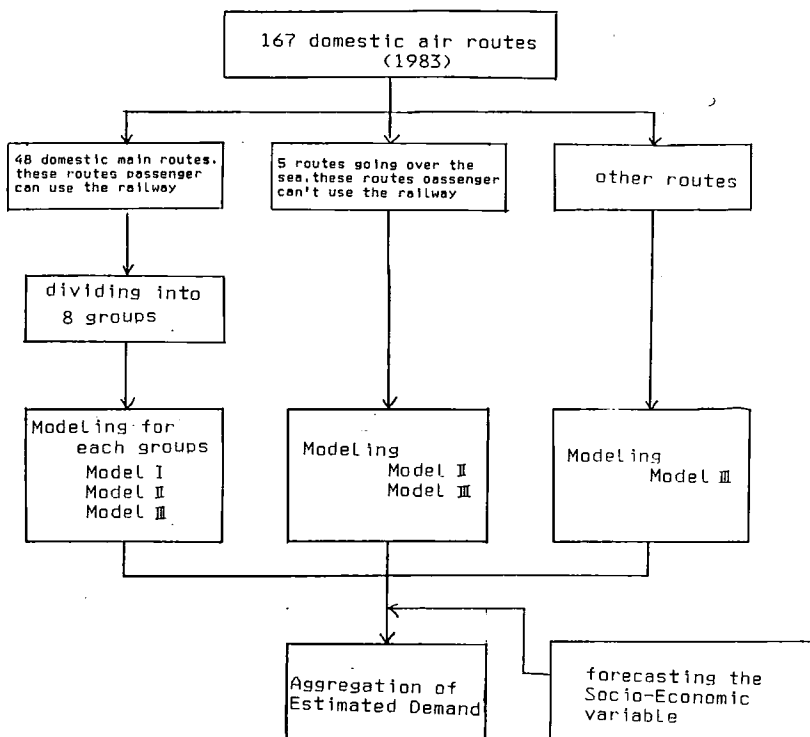 167 domestic air routes
(1983)
48 domestic main routes.
these routes passenger
can use the railway
5 routes going over the
sea.these routes passenger
can't use the railway
other routes
dividing into
8 groups
Modeling for
each groups
Model I
Model Ⅱ
Model Ⅲ
Modeling
Model Ⅱ
Model Ⅲ
Modeling
Model Ⅲ
Aggregation of
Estimated Demand
forecasting the
Socio-Economic
variable